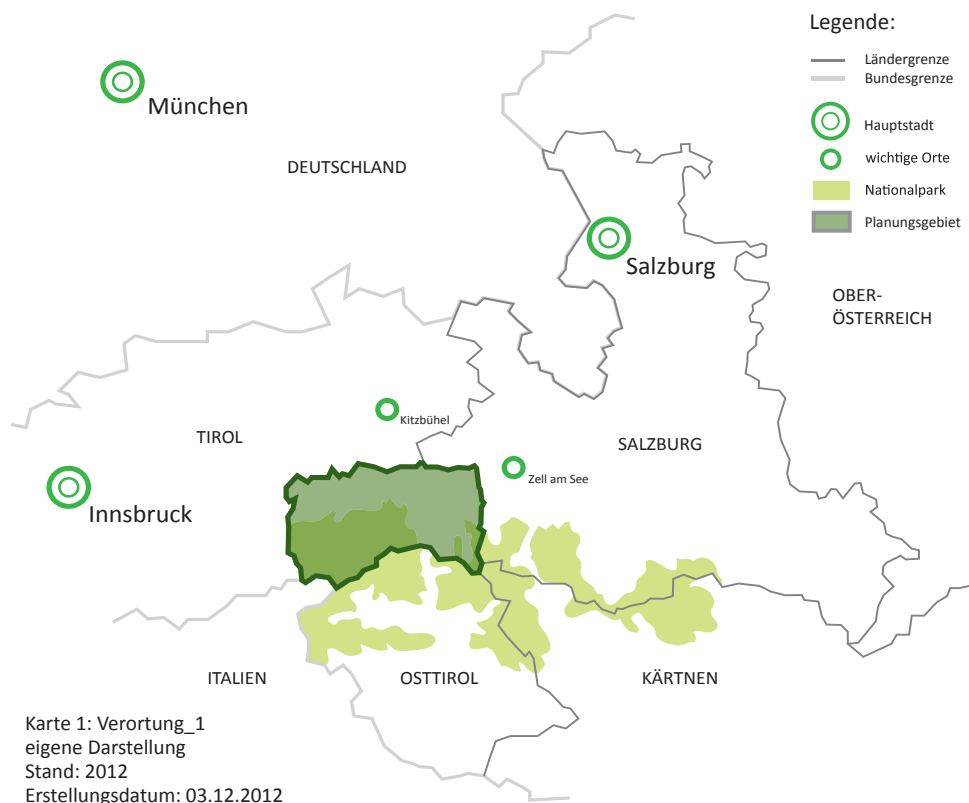 Legende:
Ländergrenze
Bundesgrenze
Hauptstadt
wichtige Orte
Nationalpark
Planungsgebiet
München
DEUTSCHLAND
Salzburg
OBER-
ÖSTERREICH
Kitzbühel
TIROL
SALZBURG
Zell am See
Innsbruck
ITALIEN
OSTTIROL
KÄRTNEN
Karte 1: Verortung_1
eigene Darstellung
Stand: 2012
Erstellungsdatum: 03.12.2012